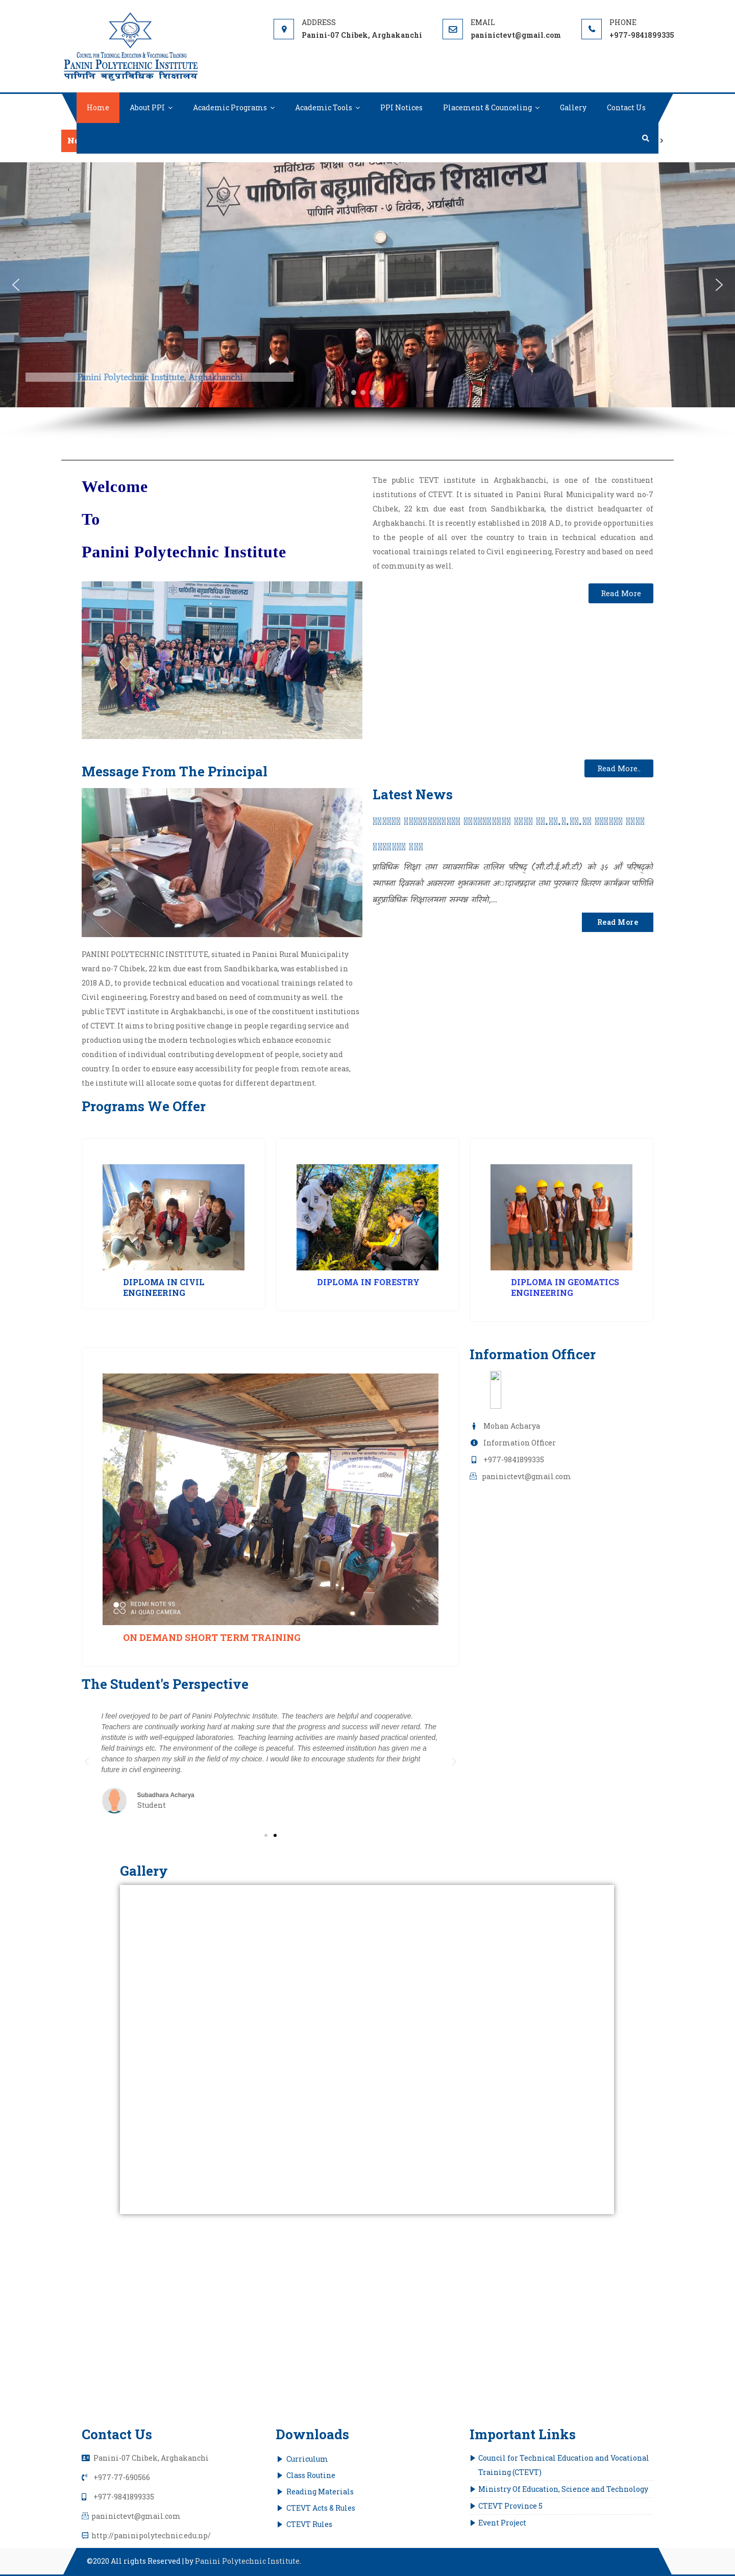 COUNCIL FOR TECHNICAL EDUCATION & VOCATIONAL TRAINING
PANINI POLYTECHNIC INSTITUTE
पाणिनि बहुप्राविधिक शिक्षालय
ADDRESS
Panini-07 Chibek, Arghakanchi
EMAIL
paninictevt@gmail.com
PHONE
+977-9841899335
Home
About PPI
Academic Programs
Academic Tools
PPI Notices
Placement & Counceling
Gallery
Contact Us
पाणिनि बहुप्राविधिक शिक्षालय
पाणिनि गाउँपालिका - ७ चिवेक, अर्घाखाँची
Panini Polytechnic Institute, Arghakhanchi
Welcome
To
Panini Polytechnic Institute
The public TEVT institute in Arghakhanchi, is one of the constituent
institutions of CTEVT. It is situated in Panini Rural Municipality ward no-7
Chibek, 22 km due east from Sandhikharka, the district headquarter of
Arghakhanchi. It is recently established in 2018 A.D., to provide opportunities
to the people of all over the country to train in technical education and
vocational trainings related to Civil engineering, Forestry and based on need
of community as well.
Read More
Message From The Principal
Read More..
Latest News
प्राविधिक शिक्षा तथा व्यावसायिक तालिम परिषद् (सी.टी.ई.भी.टी) को ३६ औं परिषद्को
स्थापना दिवसको अवसरमा शुभकामना आदानप्रदान तथा पुरस्कार वितरण कार्यक्रम पाणिनि
बहुप्राविधिक शिक्षालयमा सम्पन्न गरियो,...
Read More
PANINI POLYTECHNIC INSTITUTE, situated in Panini Rural Municipality
ward no-7 Chibek, 22 km due east from Sandhikharka, was established in
2018 A.D., to provide technical education and vocational trainings related to
Civil engineering, Forestry and based on need of community as well. the
public TEVT institute in Arghakhanchi, is one of the constituent institutions
of CTEVT. It aims to bring positive change in people regarding service and
production using the modern technologies which enhance economic
condition of individual contributing development of people, society and
country. In order to ensure easy accessibility for people from remote areas,
the institute will allocate some quotas for different department.
Programs We Offer
DIPLOMA IN CIVIL
ENGINEERING
DIPLOMA IN FORESTRY
DIPLOMA IN GEOMATICS
ENGINEERING
REDMI NOTE 9S
AI QUAD CAMERA
ON DEMAND SHORT TERM TRAINING
Information Officer
Mohan Acharya
Information Officer
+977-9841899335
paninictevt@gmail.com
The Student's Perspective
I feel overjoyed to be part of Panini Polytechnic Institute. The teachers are helpful and cooperative.
Teachers are continually working hard at making sure that the progress and success will never retard. The
institute is with well-equipped laboratories. Teaching learning activities are mainly based practical oriented,
field trainings etc. The environment of the college is peaceful. This esteemed institution has given me a
chance to sharpen my skill in the field of my choice. I would like to encourage students for their bright
future in civil engineering.
Subadhara Acharya
Student
Gallery
Contact Us
Panini-07 Chibek, Arghakanchi
+977-77-690566
+977-9841899335
paninictevt@gmail.com
http://paninipolytechnic.edu.np/
Downloads
Curriculum
Class Routine
Reading Materials
CTEVT Acts & Rules
CTEVT Rules
Important Links
Council for Technical Education and Vocational
Training (CTEVT)
Ministry Of Education, Science and Technology
CTEVT Province 5
Event Project
©2020 All rights Reserved | by Panini Polytechnic Institute.